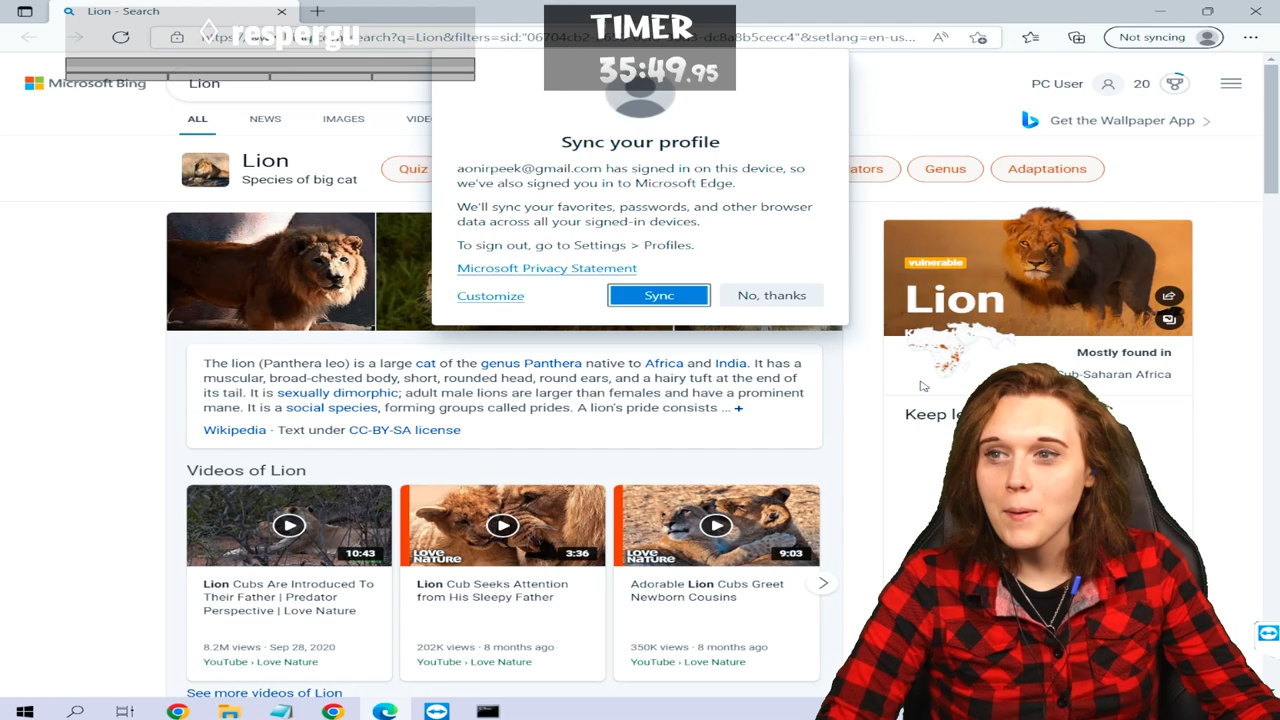 Lion - Search
respergu
TIMER
35:49.95
search?q=Lion&filters=sid:"
dc8a8b5cecc4"&setlang=en-us...
Not syncing
Microsoft Bing
Lion
PC User
20
ALL
NEWS
IMAGES
Get the Wallpaper App
Lion
Species of big cat
Quiz
Genus
Adaptations
Sync your profile
aonirpeek@gmail.com has signed in on this device, so
we've also signed you in to Microsoft Edge.
We'll sync your favorites, passwords, and other browser
data across all your signed-in devices.
To sign out, go to Settings > Profiles.
Microsoft Privacy Statement
Customize
Sync
No, thanks
vulnerable
Lion
Mostly found in
Sub-Saharan Africa
Keep
The lion (Panthera leo) is a large cat of the genus Panthera native to Africa and India. It has a
muscular, broad-chested body, short, rounded head, round ears, and a hairy tuft at the end of
its tail. It is sexually dimorphic; adult male lions are larger than females and have a prominent
mane. It is a social species, forming groups called prides. A lion's pride consists ... +
Wikipedia · Text under CC-BY-SA license
Videos of Lion
10:43
LOVE
NATURE
3:36
LOVE
NATURE
9:03
Lion Cubs Are Introduced To
Their Father | Predator
Perspective | Love Nature
8.2M views · Sep 28, 2020
YouTube › Love Nature
Lion Cub Seeks Attention
from His Sleepy Father
202K views · 8 months ago
YouTube › Love Nature
Adorable Lion Cubs Greet
Newborn Cousins
350K views · 8 months ago
YouTube › Love Nature
See more videos of Lion